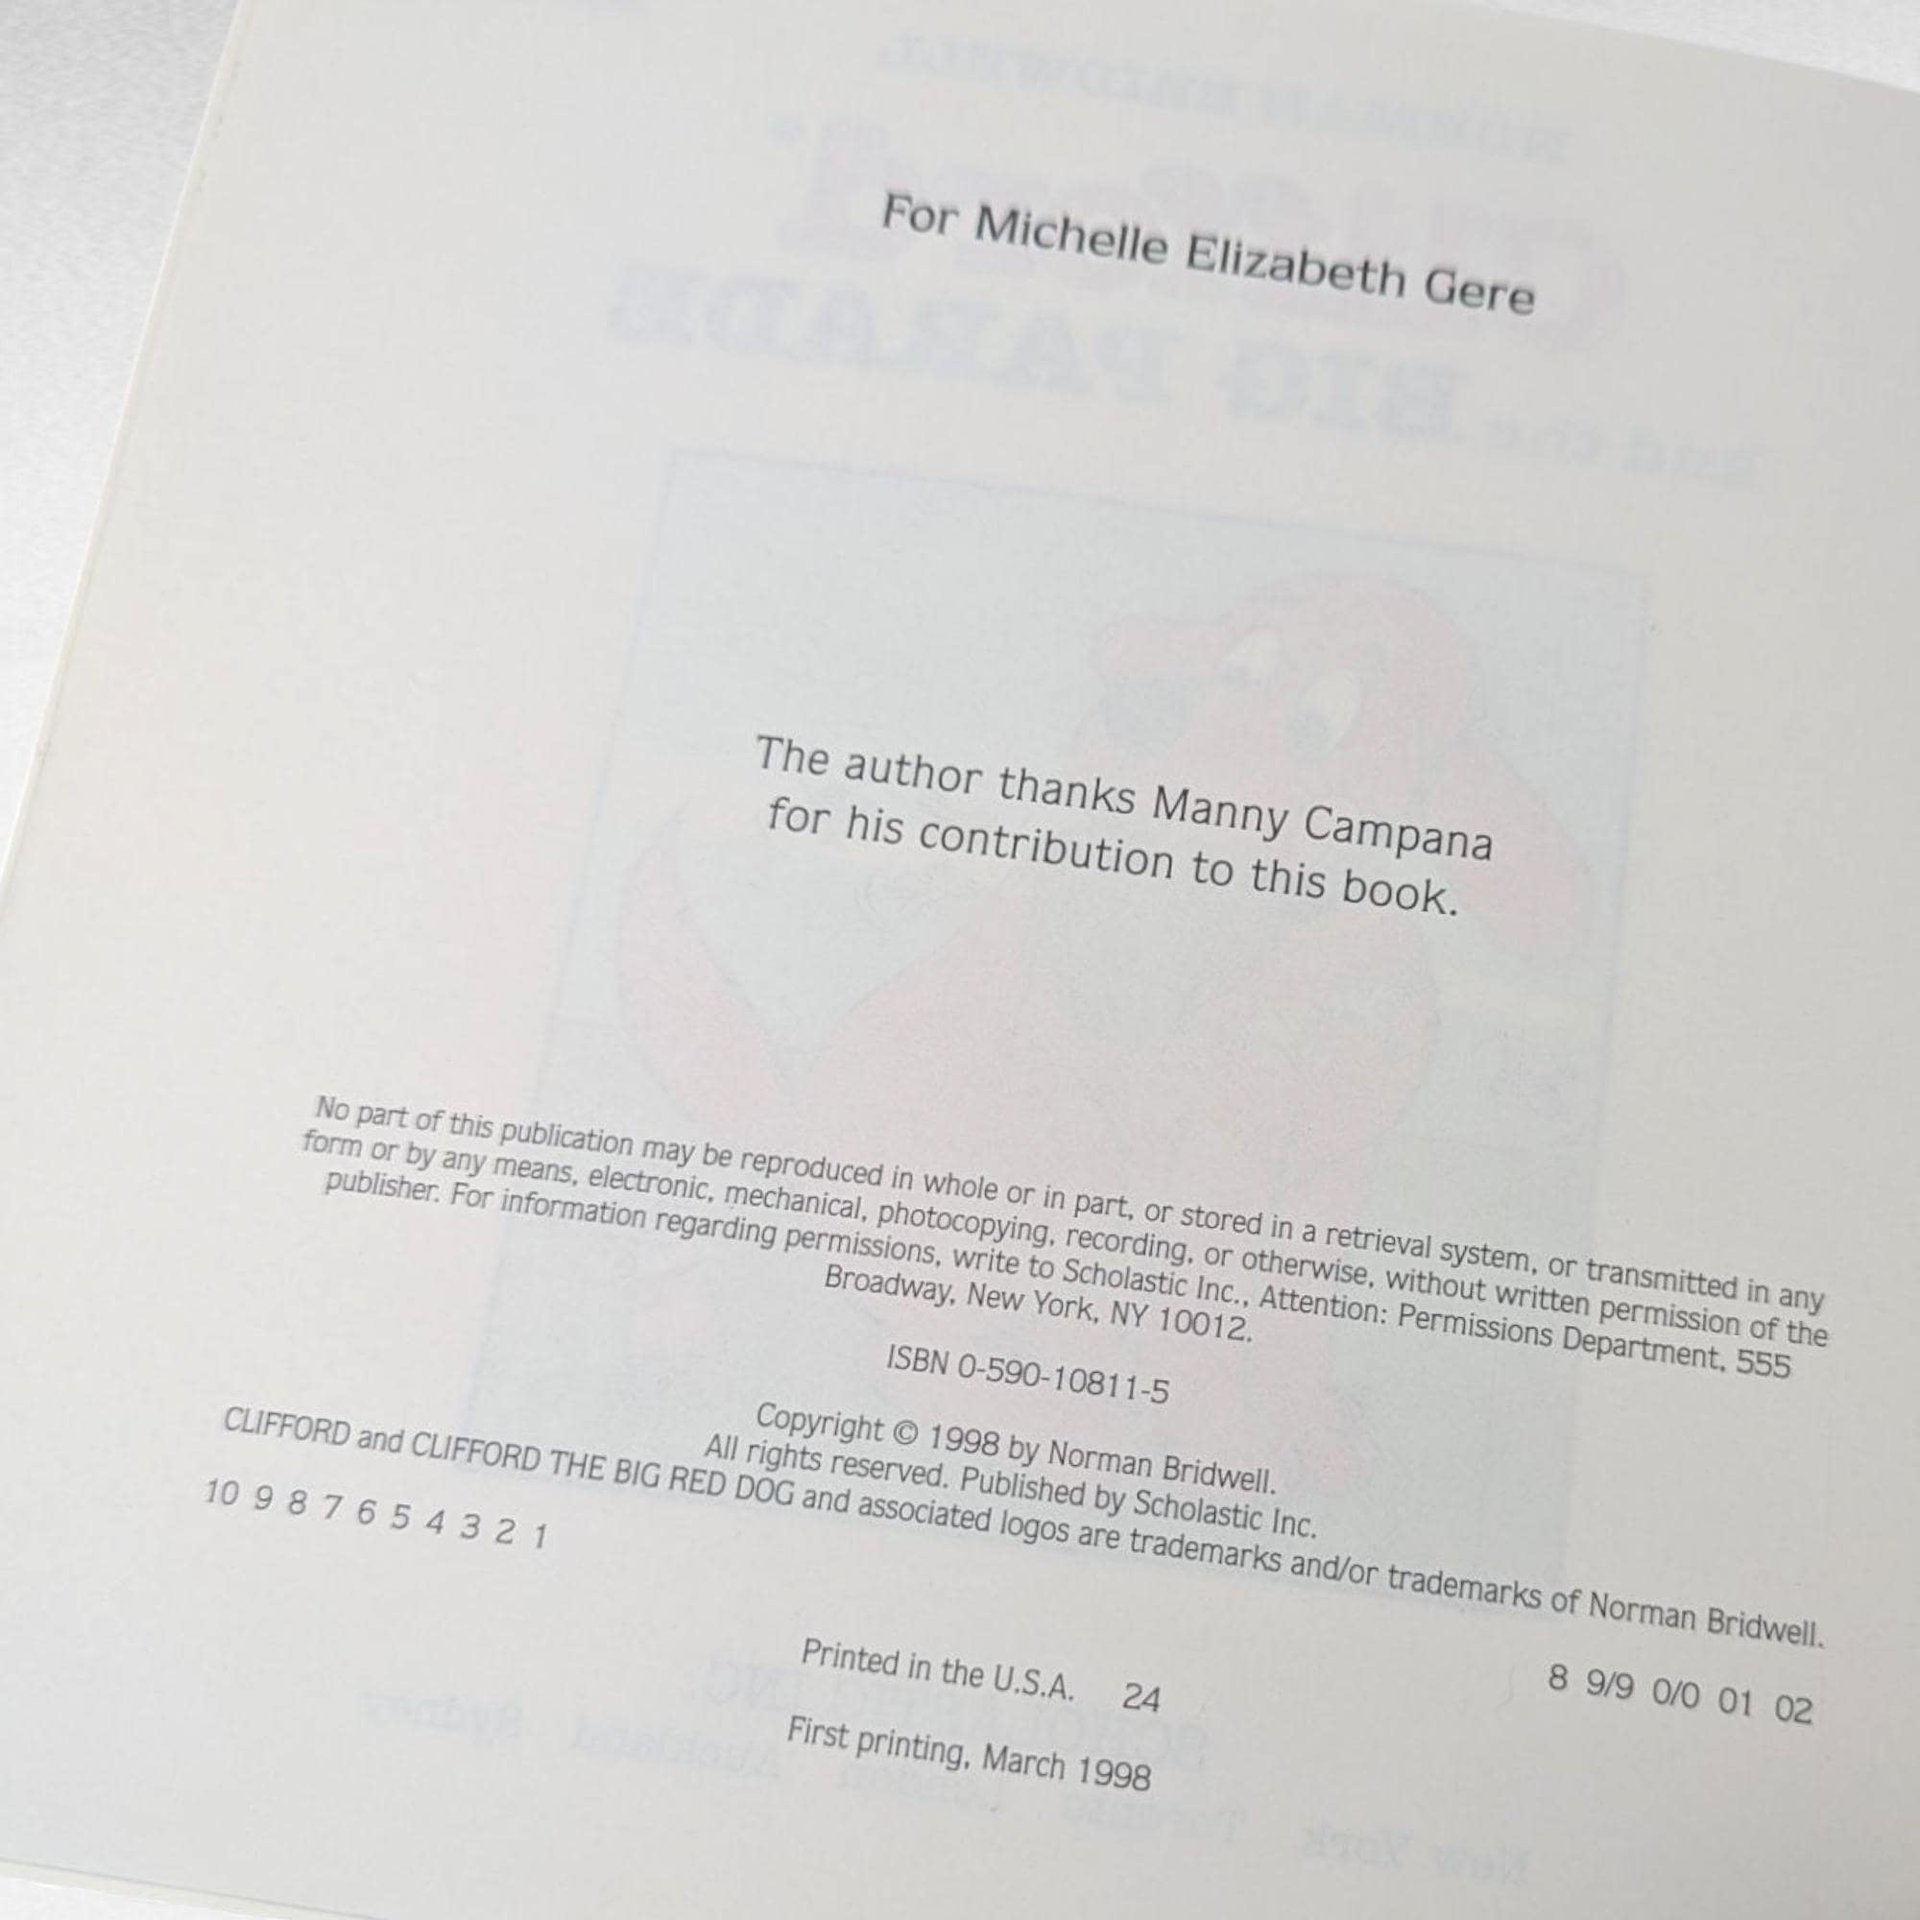 For Michelle Elizabeth Gere
The author thanks Manny Campana
for his contribution to this book.
No part of this publication may be reproduced in whole or in part, or stored in a retrieval system, or transmitted in any
form or by any means, electronic, mechanical, photocopying, recording, or otherwise, without written permission of the
publisher. For information regarding permissions, write to Scholastic Inc., Attention: Permissions Department, 555
Broadway, New York, NY 10012.
ISBN 0-590-10811-5
Copyright © 1998 by Norman Bridwell.
All rights reserved. Published by Scholastic Inc.
CLIFFORD and CLIFFORD THE BIG RED DOG and associated logos are trademarks and/or trademarks of Norman Bridwell.
10 9 8 7 6 5 4 3 2 1
8 9/9 0/0 01 02
Printed in the U.S.A. 24
First printing, March 1998